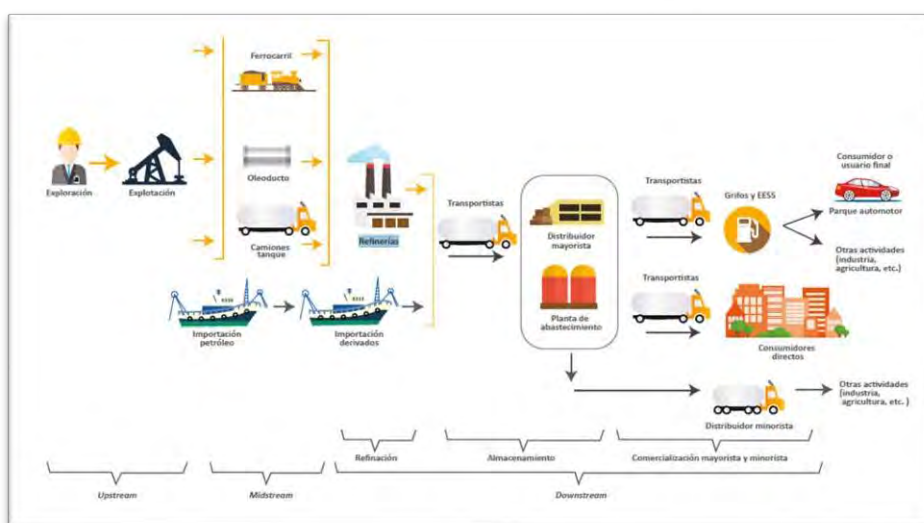 Ferrocarril
Exploración
Explotación
Oleoducto
Camiones
tanque
Refinerías
Importación
petróleo
Importación
derivados
Transportistas
Distribuidor
mayorista
Planta de
abastecimiento
Transportistas
Grifos y EESS
Consumidor o
usuario final
Parque automotor
Otras actividades
(industria,
agricultura, etc.)
Transportistas
Consumidores
directos
Distribuidor minorista
Otras actividades
(industria,
agricultura, etc. )
Refinación
Almacenamiento
Comercialización mayorista y minorista
Upstream
Midstream
Downstream